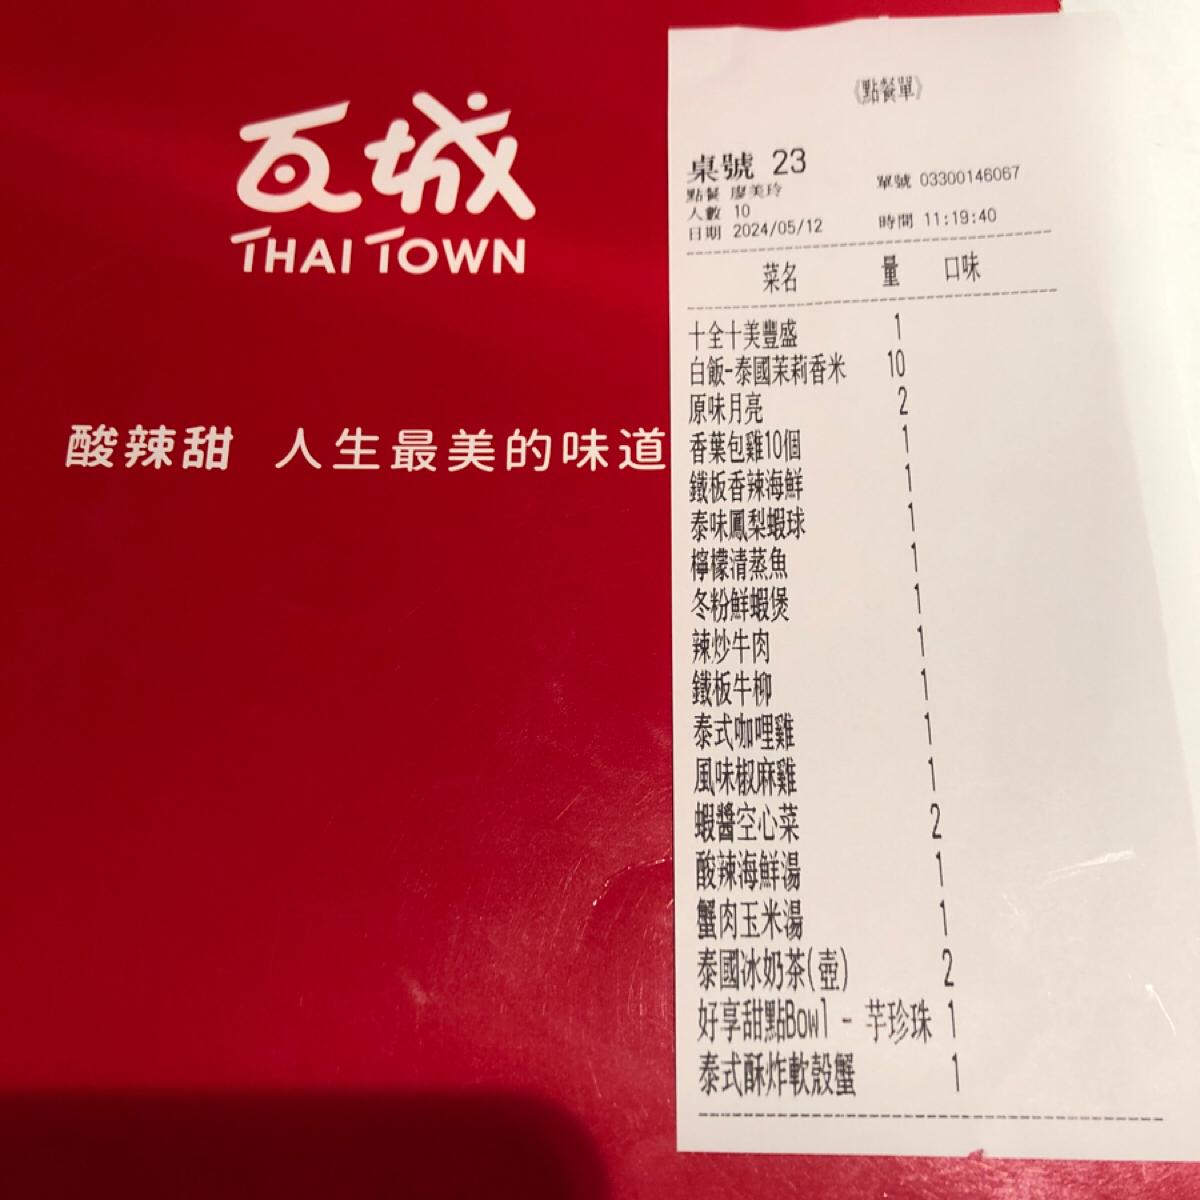 瓦城
THAI TOWN
酸辣甜 人生最美的味道
《點餐單》
桌號 23
點餐 廖美玲 單號 03300146067
人數 10
日期 2024/05/12 時間 11:19:40
菜名 量 口味
十全十美豐盛 1
白飯-泰國茉莉香米 10
原味月亮 2
香葉包雞10個 1
鐵板香辣海鮮 1
泰味鳳梨蝦球 1
檸檬清蒸魚 1
冬粉鮮蝦煲 1
辣炒牛肉 1
鐵板牛柳 1
泰式咖哩雞 1
風味椒麻雞 1
蝦醬空心菜 2
酸辣海鮮湯 1
蟹肉玉米湯 1
泰國冰奶茶(壺) 2
好享甜點Bowl - 芋珍珠 1
泰式酥炸軟殼蟹 1